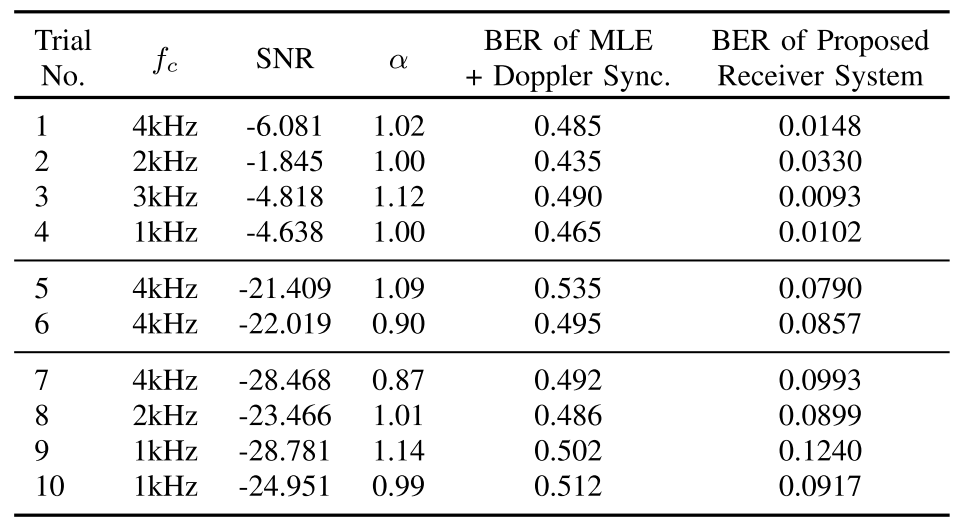 Trial No. f_c SNR α BER of MLE + Doppler Sync. BER of Proposed Receiver System
1 4kHz -6.081 1.02 0.485 0.0148
2 2kHz -1.845 1.00 0.435 0.0330
3 3kHz -4.818 1.12 0.490 0.0093
4 1kHz -4.638 1.00 0.465 0.0102
5 4kHz -21.409 1.09 0.535 0.0790
6 4kHz -22.019 0.90 0.495 0.0857
7 4kHz -28.468 0.87 0.492 0.0993
8 2kHz -23.466 1.01 0.486 0.0899
9 1kHz -28.781 1.14 0.502 0.1240
10 1kHz -24.951 0.99 0.512 0.0917